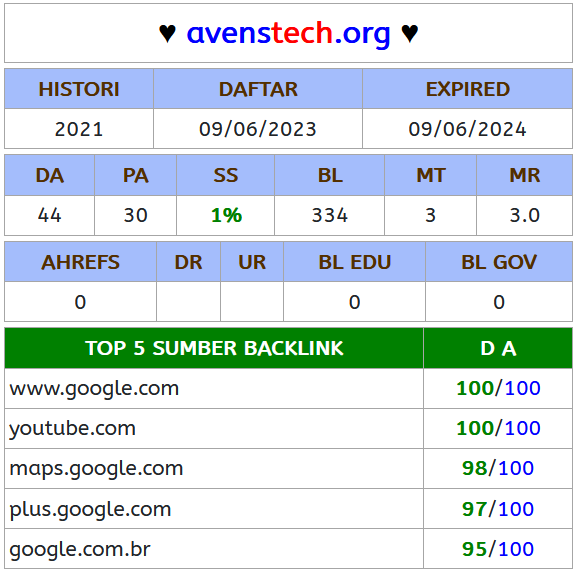 ♥ avenstech.org ♥
HISTORI DAFTAR EXPIRED
2021 09/06/2023 09/06/2024
DA PA SS BL MT MR
44 30 1% 334 3 3.0
AHREFS DR UR BL EDU BL GOV
0 0 0
TOP 5 SUMBER BACKLINK D A
www.google.com 100/100
youtube.com 100/100
maps.google.com 98/100
plus.google.com 97/100
google.com.br 95/100